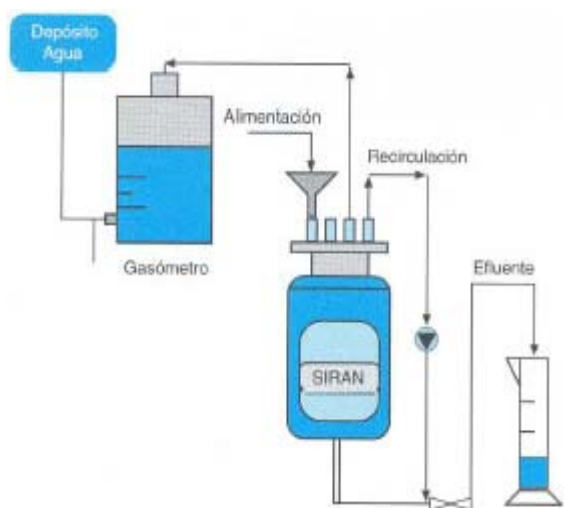 Depósito
Agua
Alimentación
Recirculación
Gasómetro
Efluente
SIRAN